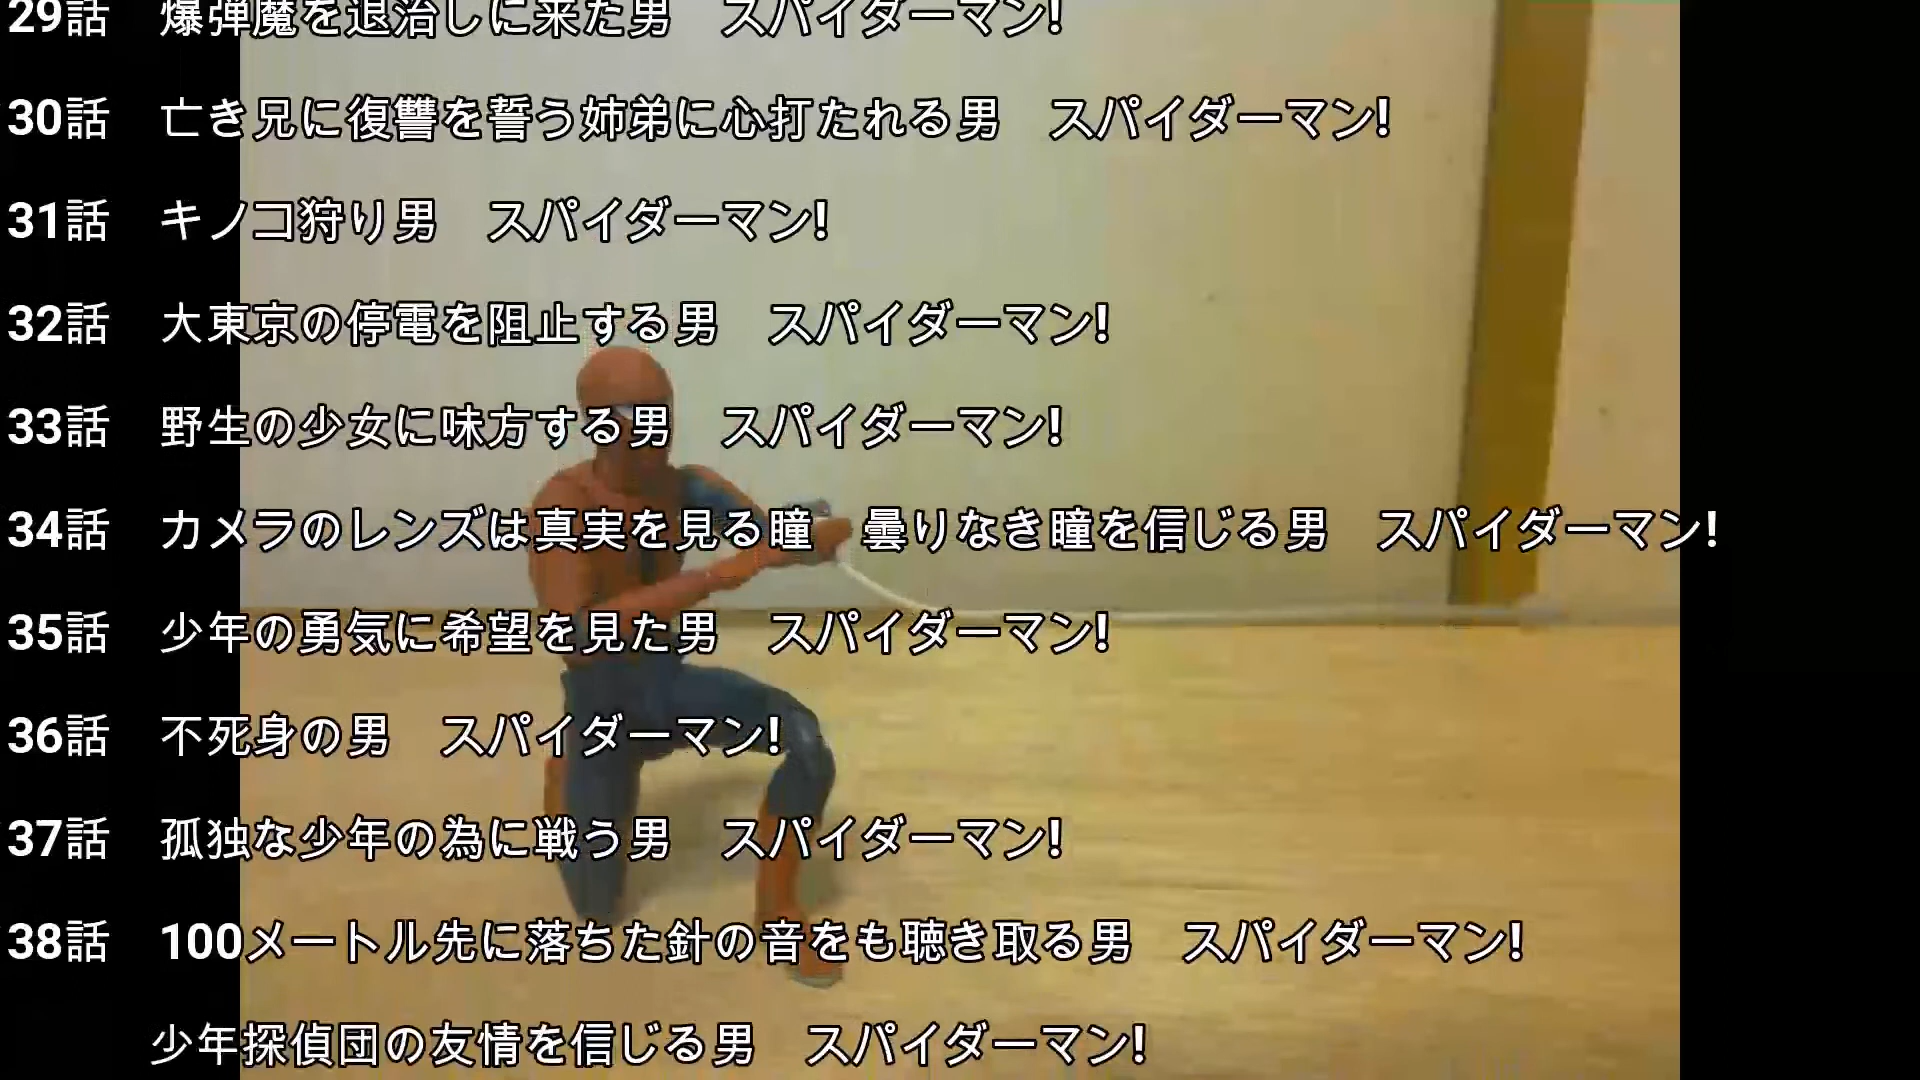 29話　爆弾魔を退治しに来た男　スパイダーマン!
30話　亡き兄に復讐を誓う姉弟に心打たれる男　スパイダーマン!
31話　キノコ狩り男　スパイダーマン!
32話　大東京の停電を阻止する男　スパイダーマン!
33話　野生の少女に味方する男　スパイダーマン!
34話　カメラのレンズは真実を見る瞳　曇りなき瞳を信じる男　スパイダーマン!
35話　少年の勇気に希望を見た男　スパイダーマン!
36話　不死身の男　スパイダーマン!
37話　孤独な少年の為に戦う男　スパイダーマン!
38話　100メートル先に落ちた針の音をも聴き取る男　スパイダーマン!
少年探偵団の友情を信じる男　スパイダーマン!